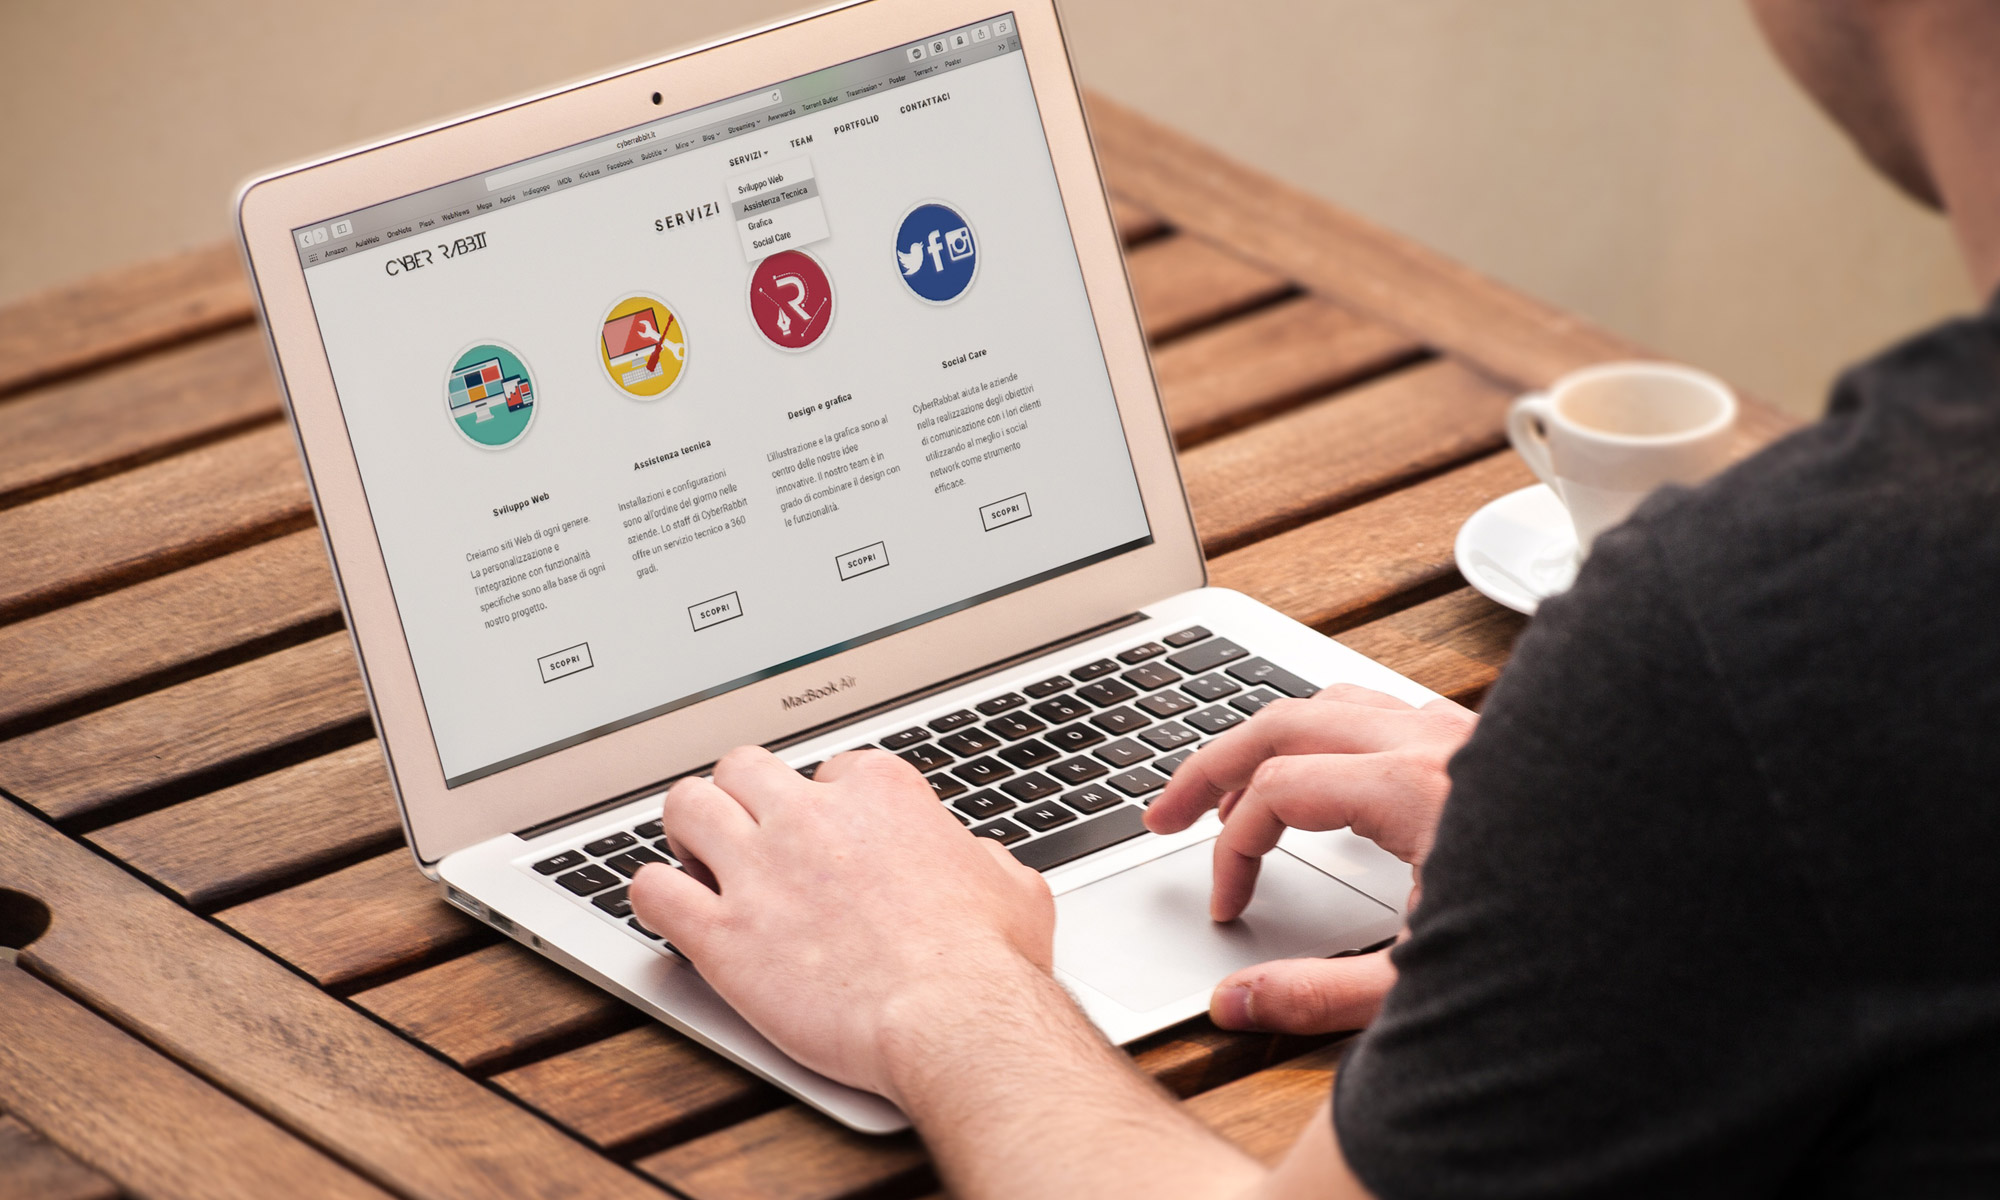 cyberrabbit.it
Amazon AulaWeb OneNote Plesk WebNews Mega Apple Indiegogo IMDb Kickass Facebook Subtitle Mine Blog Streaming Awwwards Torrent Butler Trasmission Poster Torrent Poster
CYBER RABBIT
SERVIZI TEAM PORTFOLIO CONTATTACI
Sviluppo Web
Assistenza Tecnica
Grafica
Social Care
SERVIZI
Sviluppo Web
Creiamo siti Web di ogni genere.
La personalizzazione e
l'integrazione con funzionalità
specifiche sono alla base di ogni
nostro progetto.
SCOPRI
Assistenza tecnica
Installazioni e configurazioni
sono all'ordine del giorno nelle
aziende. Lo staff di CyberRabbit
offre un servizio tecnico a 360
gradi.
SCOPRI
R
Design e grafica
L'illustrazione e la grafica sono al
centro delle nostre idee
innovative. Il nostro team è in
grado di combinare il design con
le funzionalità.
SCOPRI
f
Social Care
CyberRabbat aiuta le aziende
nella realizzazione degli obiettivi
di comunicazione con i lori clienti
utilizzando al meglio i social
network come strumento
efficace.
SCOPRI
MacBook Air
U I O P
H J K L
B N M